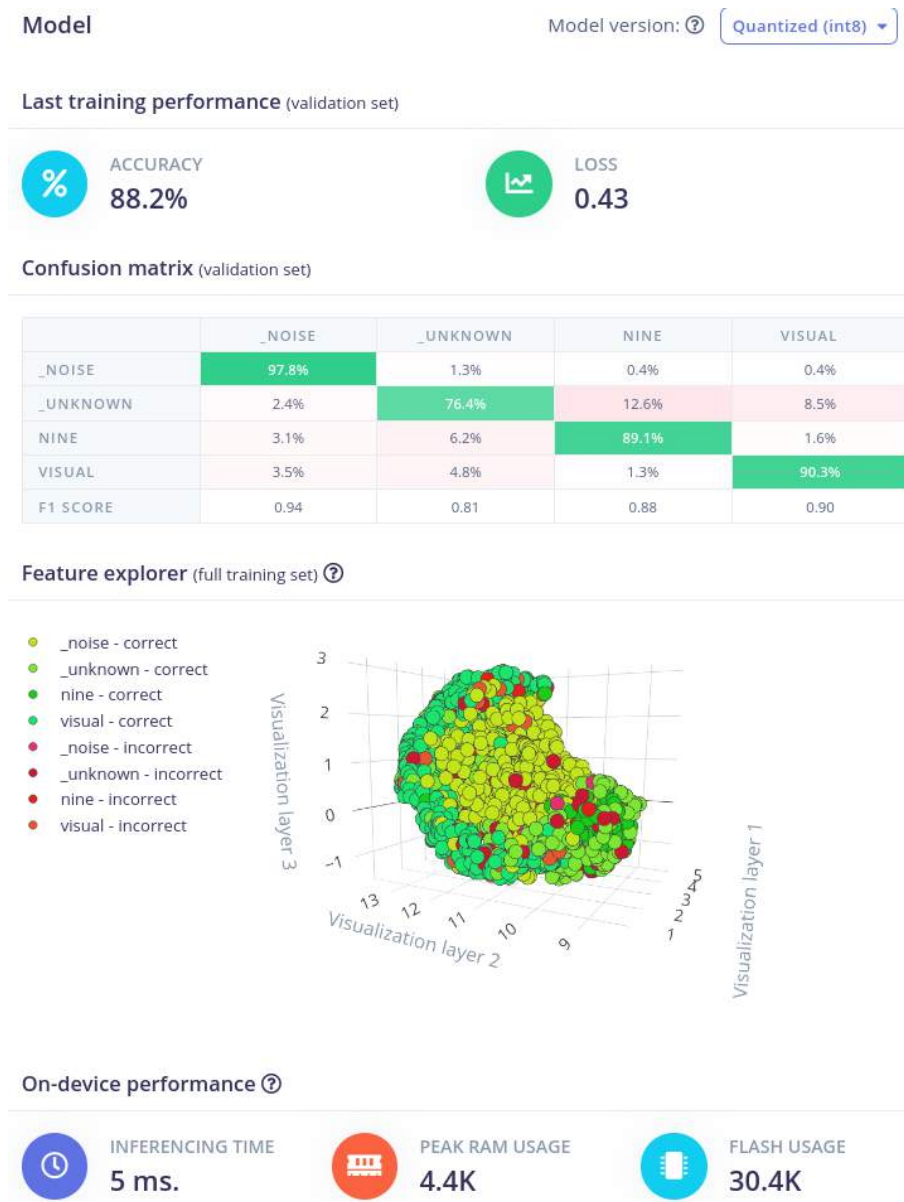 Model
Model version: Quantized (int8)
Last training performance (validation set)
ACCURACY
88.2%
LOSS
0.43
Confusion matrix (validation set)
_NOISE _UNKNOWN NINE VISUAL
_NOISE 97.8% 1.3% 0.4% 0.4%
_UNKNOWN 2.4% 76.4% 12.6% 8.5%
NINE 3.1% 6.2% 89.1% 1.6%
VISUAL 3.5% 4.8% 1.3% 90.3%
F1 SCORE 0.94 0.81 0.88 0.90
Feature explorer (full training set)
_noise - correct
_unknown - correct
nine - correct
visual - correct
_noise - incorrect
_unknown - incorrect
nine - incorrect
visual - incorrect
Visualization layer 3
3
2
1
0
−1
13
12
11
10
9
Visualization layer 2
5
4
3
2
1
Visualization layer 1
On-device performance
INFERENCING TIME
5 ms.
PEAK RAM USAGE
4.4K
FLASH USAGE
30.4K